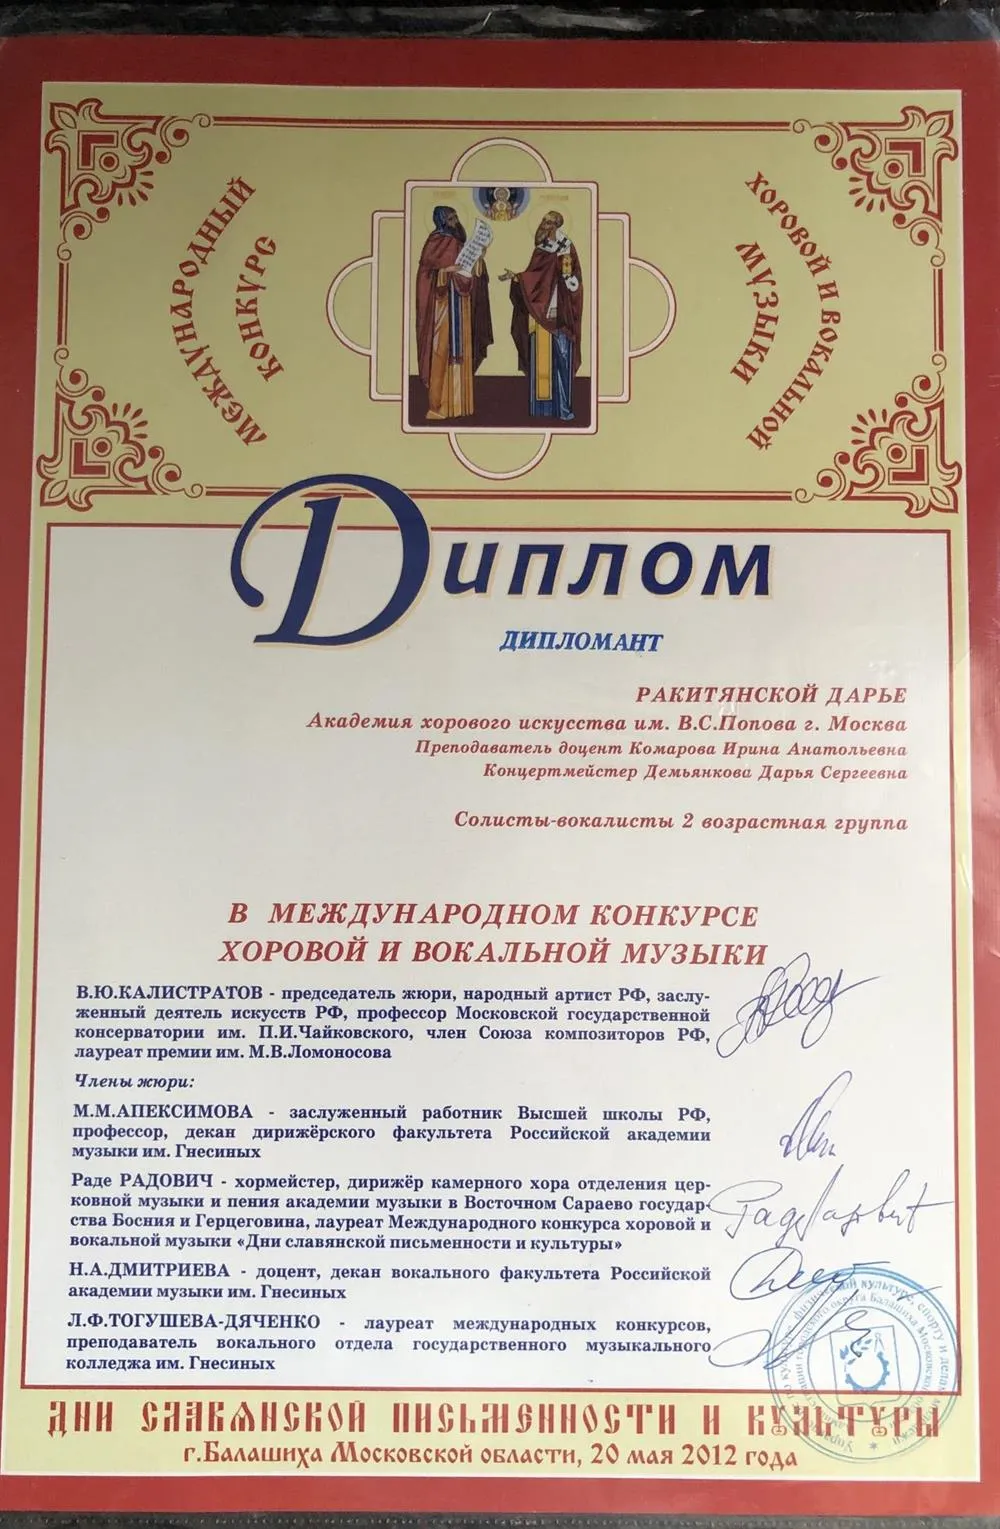 МЕЖДУНАРОДНЫЙ
КОНКУРС
ХОРОВОЙ И ВОКАЛЬНОЙ
МУЗЫКИ
Диплом
ДИПЛОМАНТ
РАКИТЯНСКОЙ ДАРЬЕ
Академия хорового искусства им. В.С.Попова г. Москва
Преподаватель доцент Комарова Ирина Анатольевна
Концертмейстер Демьянкова Дарья Сергеевна
Солисты-вокалисты 2 возрастная группа
В МЕЖДУНАРОДНОМ КОНКУРСЕ
ХОРОВОЙ И ВОКАЛЬНОЙ МУЗЫКИ
В.Ю.КАЛИСТРАТОВ - председатель жюри, народный артист РФ, заслу-
женный деятель искусств РФ, профессор Московской государственной
консерватории им. П.И.Чайковского, член Союза композиторов РФ,
лауреат премии им. М.В.Ломоносова
Члены жюри:
М.М.АПЕКСИМОВА - заслуженный работник Высшей школы РФ,
профессор, декан дирижёрского факультета Российской академии
музыки им. Гнесиных
Раде РАДОВИЧ - хормейстер, дирижёр камерного хора отделения цер-
ковной музыки и пения академии музыки в Восточном Сараево государ-
ства Босния и Герцеговина, лауреат Международного конкурса хоровой и
вокальной музыки «Дни славянской письменности и культуры»
Н.А.ДМИТРИЕВА - доцент, декан вокального факультета Российской
академии музыки им. Гнесиных
Л.Ф.ТОГУШЕВА-ДЯЧЕНКО - лауреат международных конкурсов,
преподаватель вокального отдела государственного музыкального
колледжа им. Гнесиных
ДНИ СЛАВЯНСКОЙ ПИСЬМЕННОСТИ И КУЛЬТУРЫ
г.Балашиха Московской области, 20 мая 2012 года